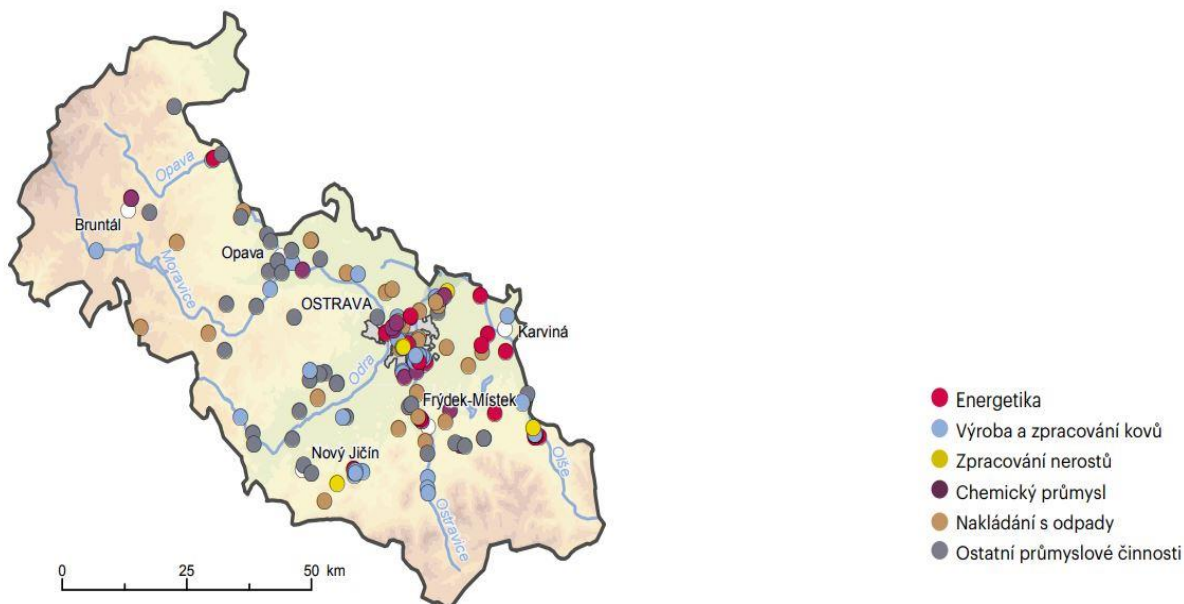 Opava
Bruntál
Opava
Moravice
OSTRAVA
Karviná
Odra
Frýdek-Místek
Nový Jičín
Olše
Ostravice
0 25 50 km
Energetika
Výroba a zpracování kovů
Zpracování nerostů
Chemický průmysl
Nakládání s odpady
Ostatní průmyslové činnosti